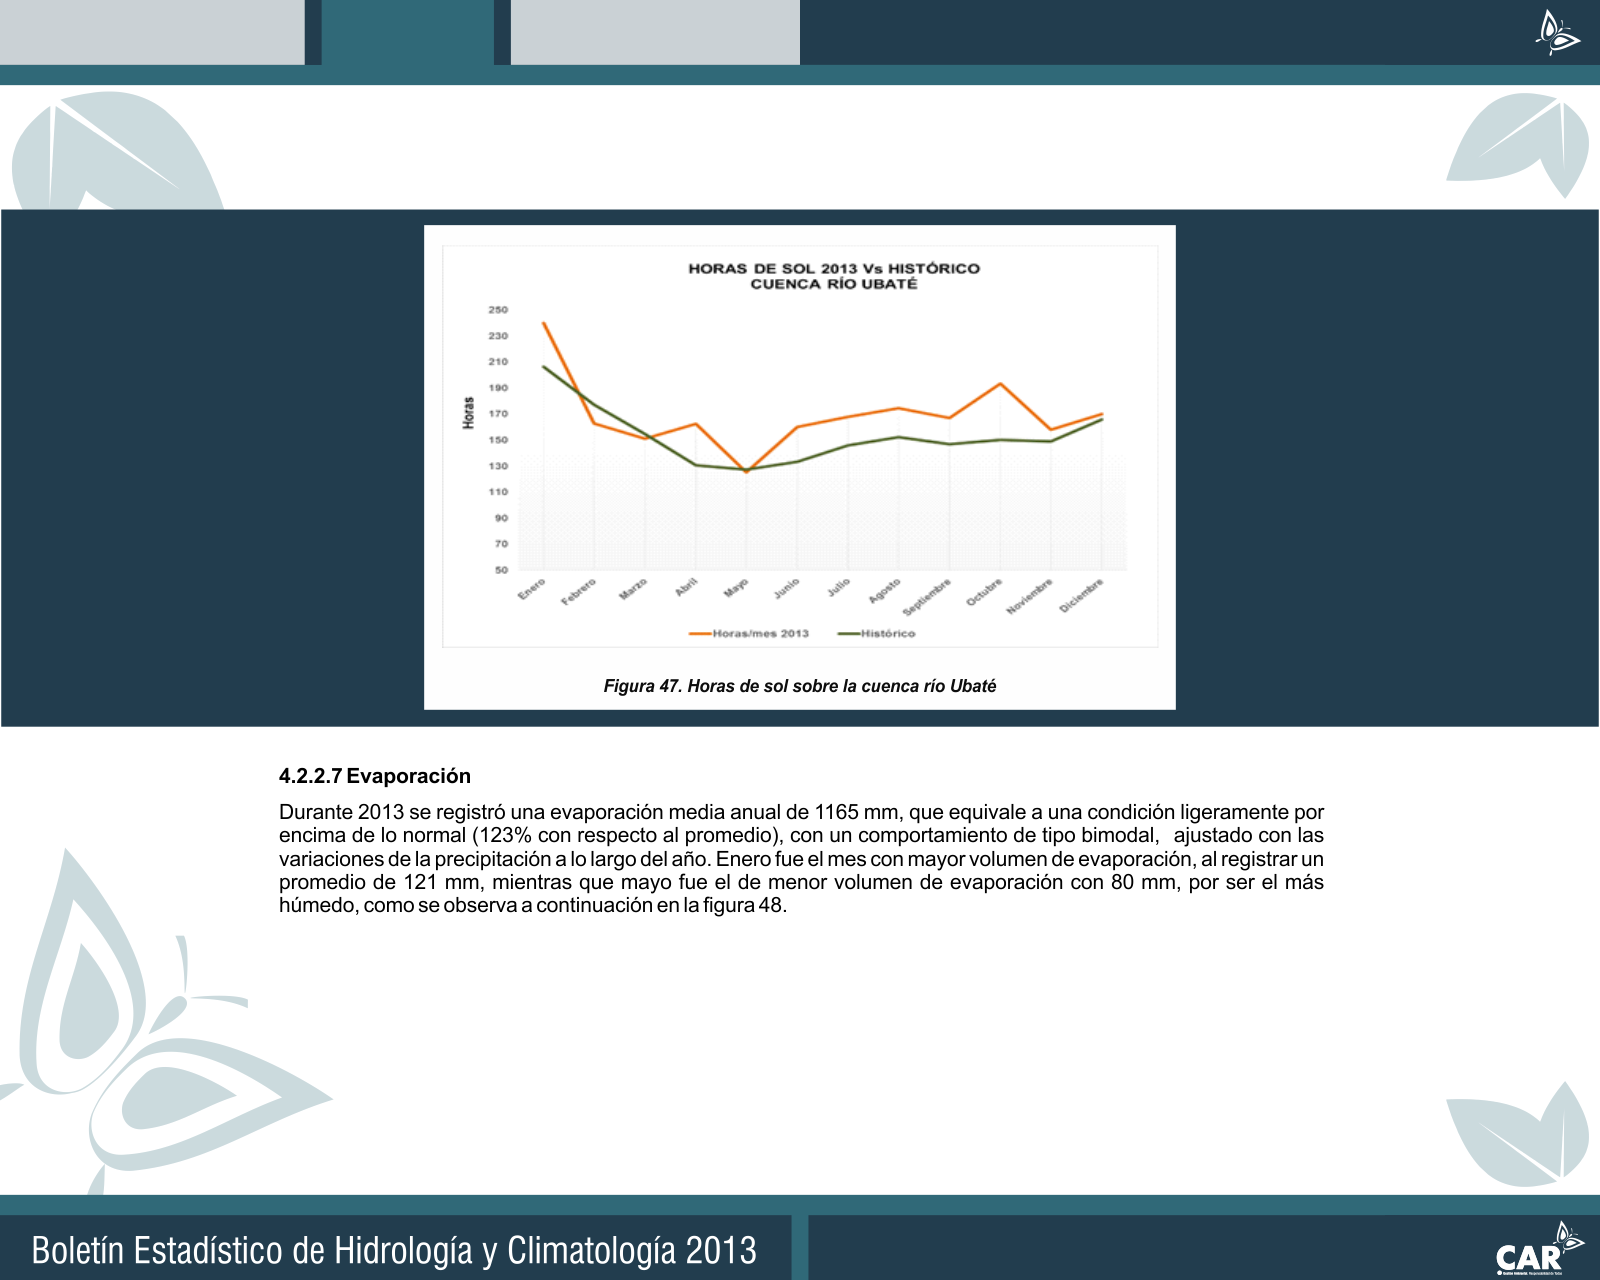 HORAS DE SOL 2013 Vs HISTÓRICO
CUENCA RÍO UBATÉ
Horas
250
230
210
190
170
150
130
110
90
70
50
Enero
Febrero
Marzo
Abril
Mayo
Junio
Julio
Agosto
Septiembre
Octubre
Noviembre
Diciembre
Horas/mes 2013 Histórico
Figura 47. Horas de sol sobre la cuenca río Ubaté
4.2.2.7 Evaporación
Durante 2013 se registró una evaporación media anual de 1165 mm, que equivale a una condición ligeramente por
encima de lo normal (123% con respecto al promedio), con un comportamiento de tipo bimodal, ajustado con las
variaciones de la precipitación a lo largo del año. Enero fue el mes con mayor volumen de evaporación, al registrar un
promedio de 121 mm, mientras que mayo fue el de menor volumen de evaporación con 80 mm, por ser el más
húmedo, como se observa a continuación en la figura 48.
Boletín Estadístico de Hidrología y Climatología 2013
CAR